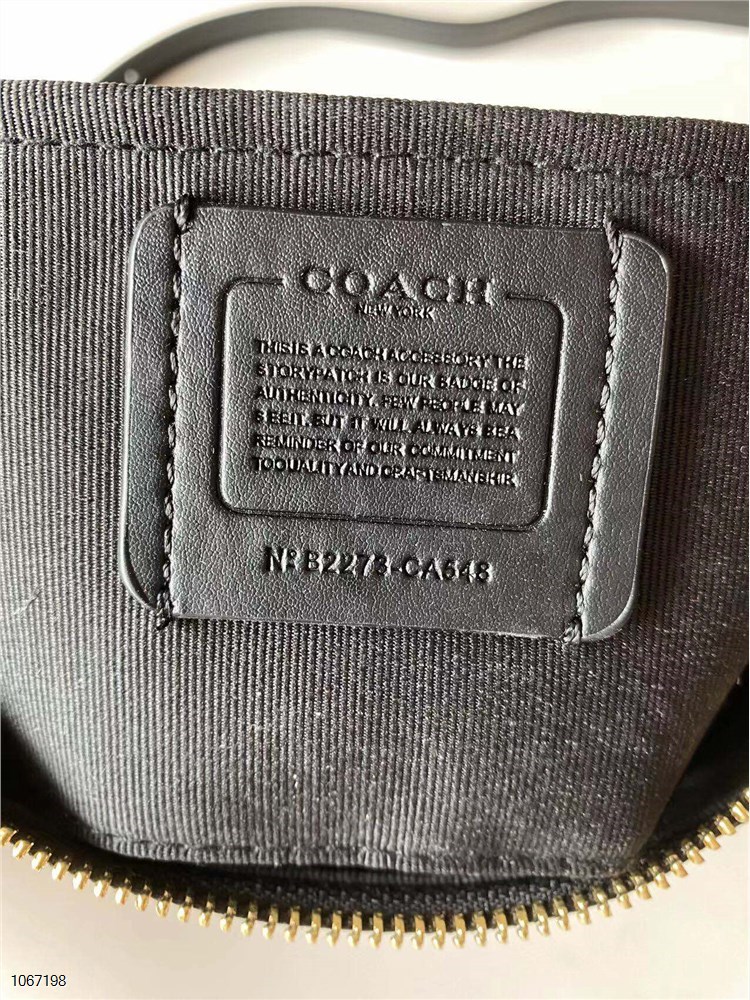 COACH
NEW YORK
THIS IS A COACH ACCESSORY THE
STORYPATCH IS OUR BADGE OF
AUTHENTICITY. FEW PEOPLE MAY
SEE IT. BUT IT WILL ALWAYS BE A
REMINDER OF OUR COMMITMENT
TO QUALITY AND CRAFTSMANSHIP.
Nº B2273-CA648
1067198